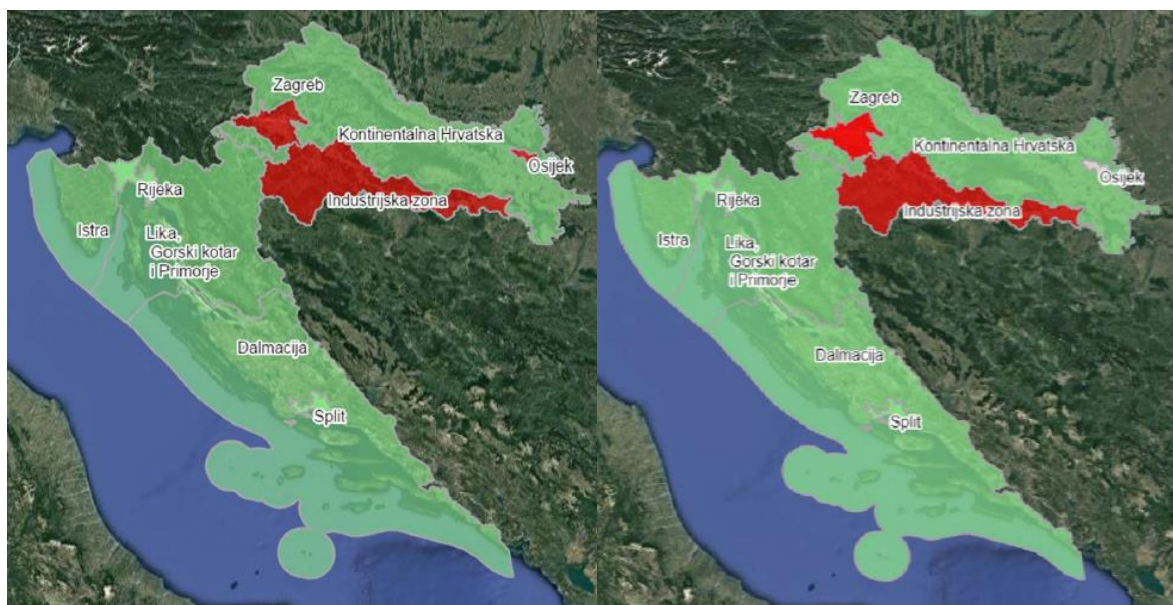 Zagreb
Kontinentalna Hrvatska
Osijek
Rijeka
Industrijska zona
Istra
Lika,
Gorski kotar
i Primorje
Dalmacija
Split
Zagreb
Kontinentalna Hrvatska
Osijek
Rijeka
Industrijska zona
Istra
Lika,
Gorski kotar
i Primorje
Dalmacija
Split